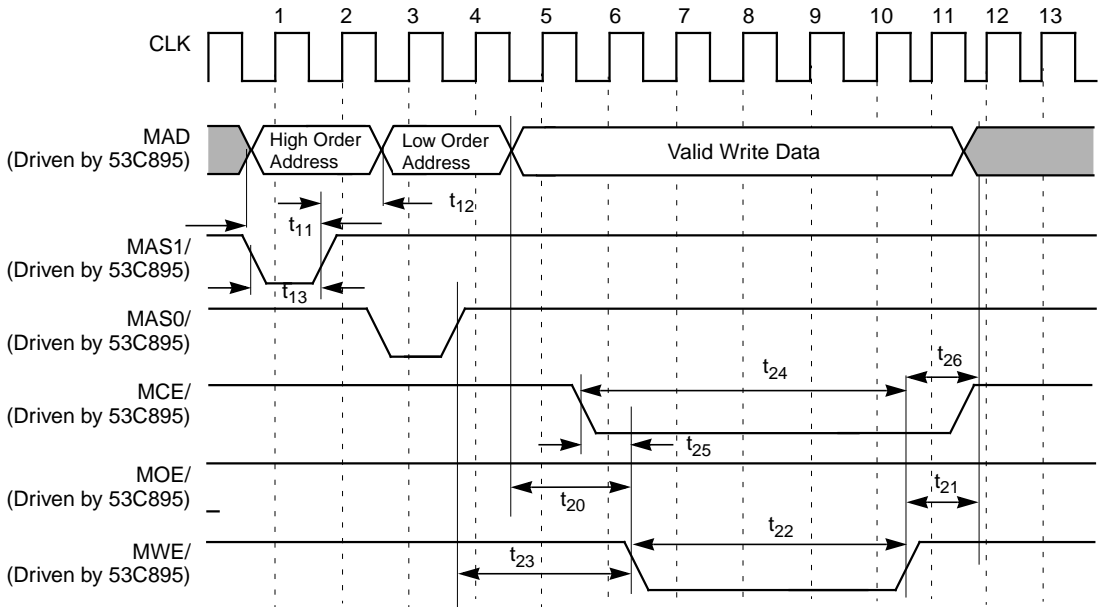 1 2 3 4 5 6 7 8 9 10 11 12 13
CLK
MAD
(Driven by 53C895)
High Order
Address
Low Order
Address
Valid Write Data
t12
t11
MAS1/
(Driven by 53C895)
t13
MAS0/
(Driven by 53C895)
t26
t24
MCE/
(Driven by 53C895)
t25
MOE/
(Driven by 53C895)
t21
t20
t22
MWE/
(Driven by 53C895)
t23